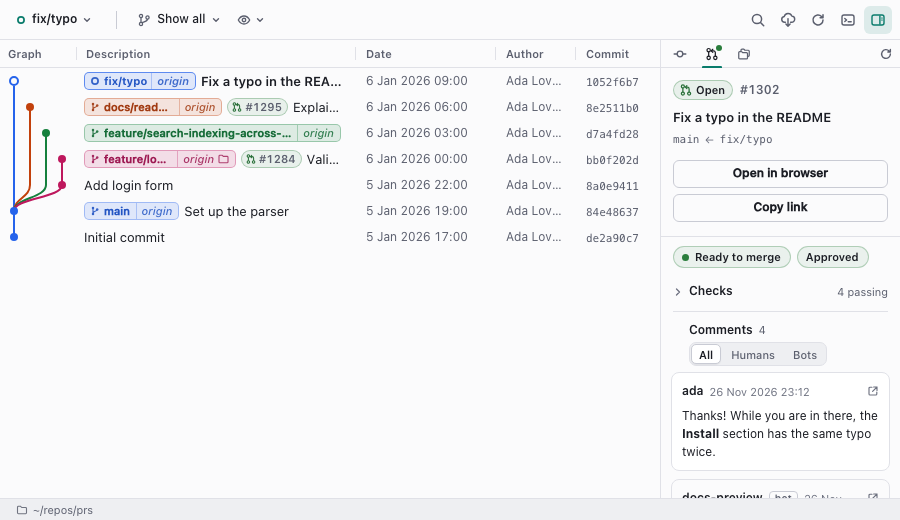 fix/typo
Show all
Graph Description Date Author Commit
fix/typo origin Fix a typo in the REA... 6 Jan 2026 09:00 Ada Lov... 1052f6b7
docs/read... origin #1295 Explai... 6 Jan 2026 06:00 Ada Lov... 8e2511b0
feature/search-indexing-across-... origin 6 Jan 2026 03:00 Ada Lov... d7a4fd28
feature/lo... origin #1284 Vali... 6 Jan 2026 00:00 Ada Lov... bb0f202d
Add login form 5 Jan 2026 22:00 Ada Lov... 8a0e9411
main origin Set up the parser 5 Jan 2026 19:00 Ada Lov... 84e48637
Initial commit 5 Jan 2026 17:00 Ada Lov... de2a90c7
Open #1302
Fix a typo in the README
main ← fix/typo
Open in browser
Copy link
Ready to merge Approved
Checks 4 passing
Comments 4
All Humans Bots
ada 26 Nov 2026 23:12
Thanks! While you are in there, the
Install section has the same typo
twice.
docs-preview bot 26 Nov
~/repos/prs